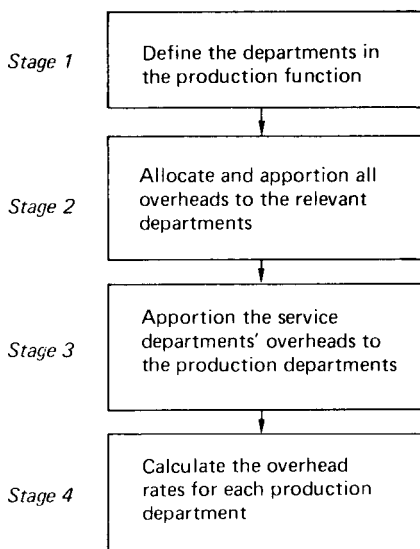 Stage 1
Define the departments in
the production function
Stage 2
Allocate and apportion all
overheads to the relevant
departments
Stage 3
Apportion the service
departments' overheads to
the production departments
Stage 4
Calculate the overhead
rates for each production
department